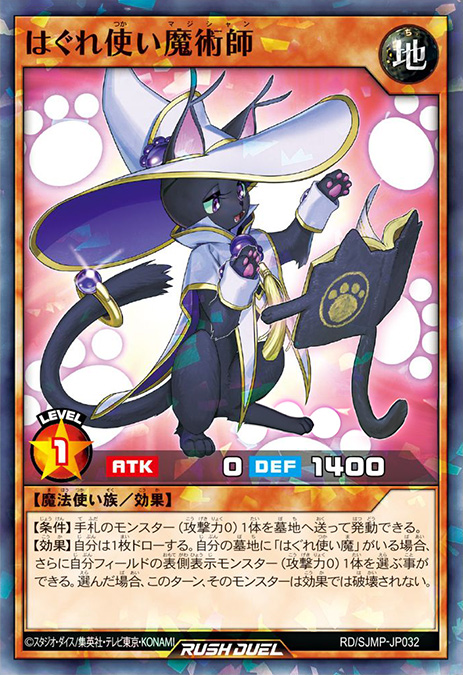 はぐれ使い魔術師
つか マジシャン
ち
地
LEVEL
1
ATK 0 DEF 1400
【魔法使い族／効果】
【条件】手札のモンスター(攻撃力0)1体を墓地へ送って発動できる。
【効果】自分は1枚ドローする。自分の墓地に「はぐれ使い魔」がいる場合、
さらに自分フィールドの表側表示モンスター(攻撃力0)1体を選ぶ事が
できる。選んだ場合、このターン、そのモンスターは効果では破壊されない。
©スタジオ・ダイス/集英社・テレビ東京・KONAMI
RUSH DUEL
RD/SJMP-JP032